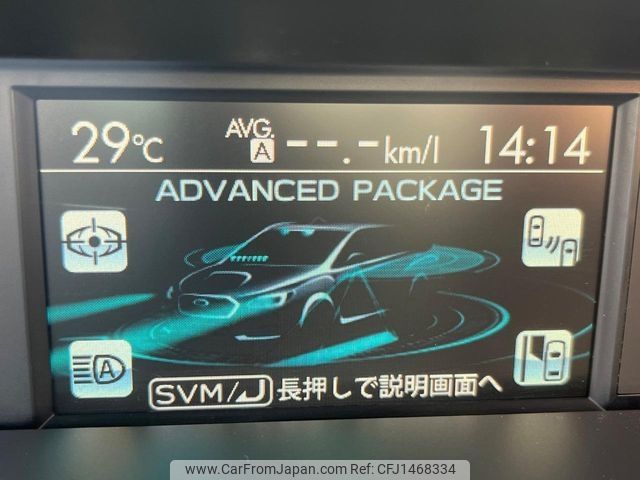 29℃ AVG. A --.-km/l 14:14
ADVANCED PACKAGE
A
SVM/ 長押しで説明画面へ
www.CarFromJapan.com | ID: CFJ1468334